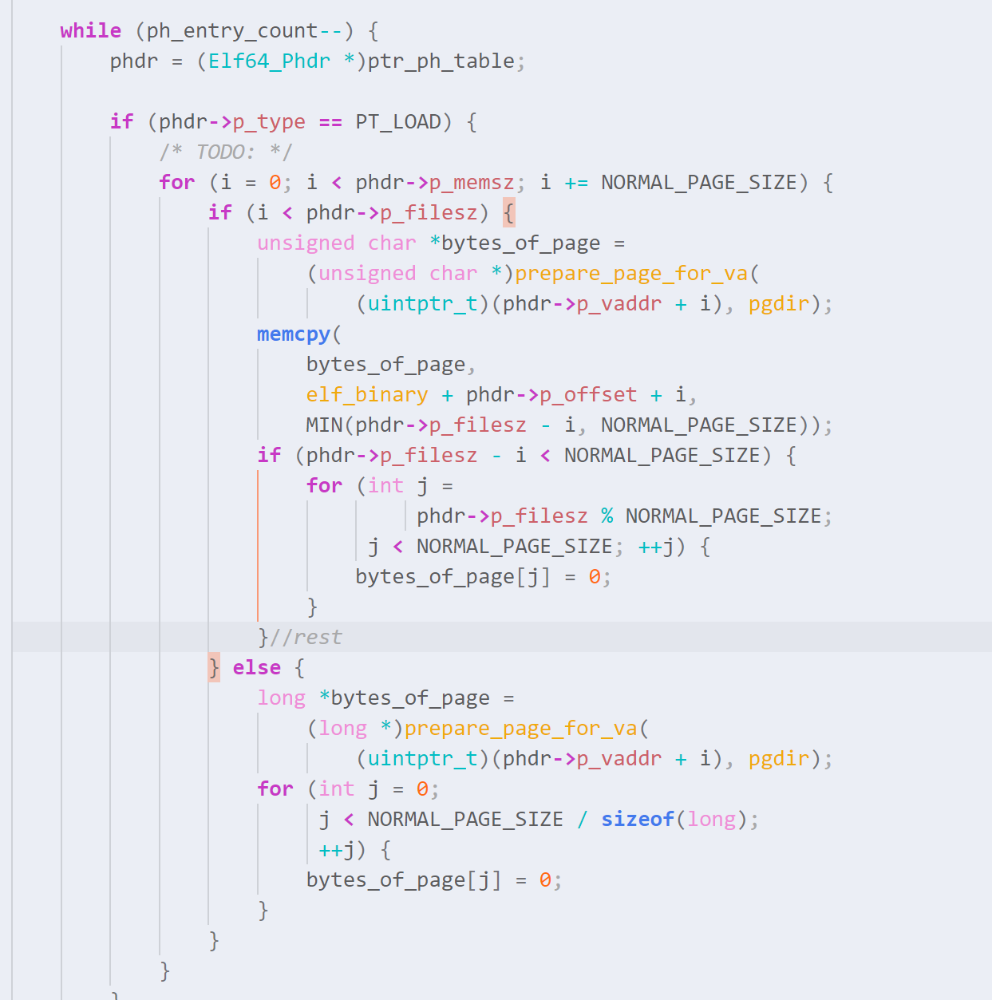 while (ph_entry_count--) {
phdr = (Elf64_Phdr *)ptr_ph_table;
if (phdr->p_type == PT_LOAD) {
/* TODO: */
for (i = 0; i < phdr->p_memsz; i += NORMAL_PAGE_SIZE) {
if (i < phdr->p_filesz) {
unsigned char *bytes_of_page =
(unsigned char *)prepare_page_for_va(
(uintptr_t)(phdr->p_vaddr + i), pgdir);
memcpy(
bytes_of_page,
elf_binary + phdr->p_offset + i,
MIN(phdr->p_filesz - i, NORMAL_PAGE_SIZE));
if (phdr->p_filesz - i < NORMAL_PAGE_SIZE) {
for (int j =
phdr->p_filesz % NORMAL_PAGE_SIZE;
j < NORMAL_PAGE_SIZE; ++j) {
bytes_of_page[j] = 0;
}
}//rest
} else {
long *bytes_of_page =
(long *)prepare_page_for_va(
(uintptr_t)(phdr->p_vaddr + i), pgdir);
for (int j = 0;
j < NORMAL_PAGE_SIZE / sizeof(long);
++j) {
bytes_of_page[j] = 0;
}
}
}
}